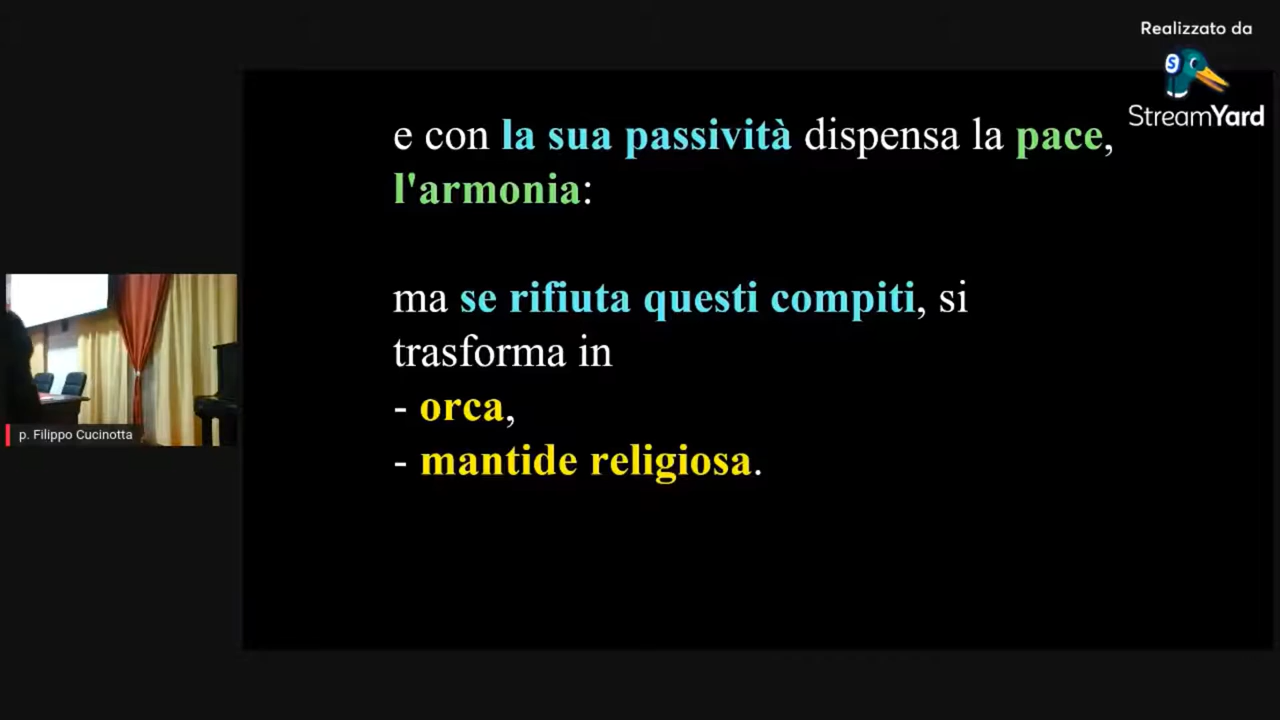 Realizzato da
StreamYard
e con la sua passività dispensa la pace,
l'armonia:
ma se rifiuta questi compiti, si
trasforma in
- orca,
- mantide religiosa.
p. Filippo Cucinotta